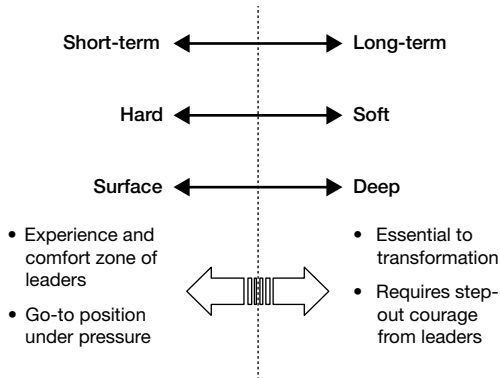 Short-term Long-term
Hard Soft
Surface Deep
• Experience and
comfort zone of
leaders
• Go-to position
under pressure
• Essential to
transformation
• Requires step-
out courage
from leaders